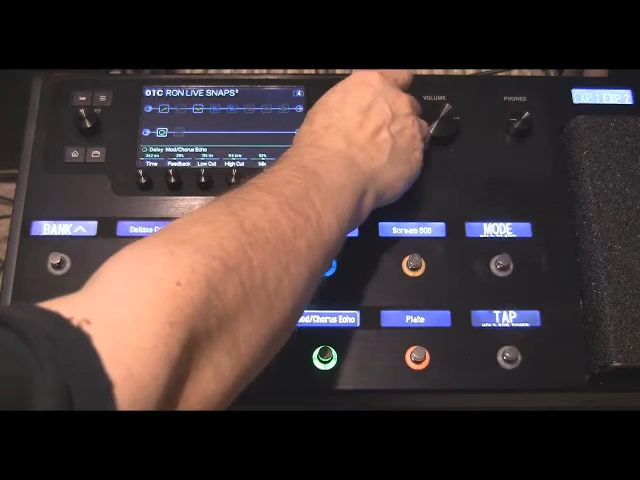 01C RON LIVE SNAPS
VOLUME
PHONES
EXP 1 EXP 2
Delay Mod/Chorus Echo
Time Feedback Low Cut High Cut Mix
BANK
Scream 808
MODE
Mod/Chorus Echo
Plate
TAP